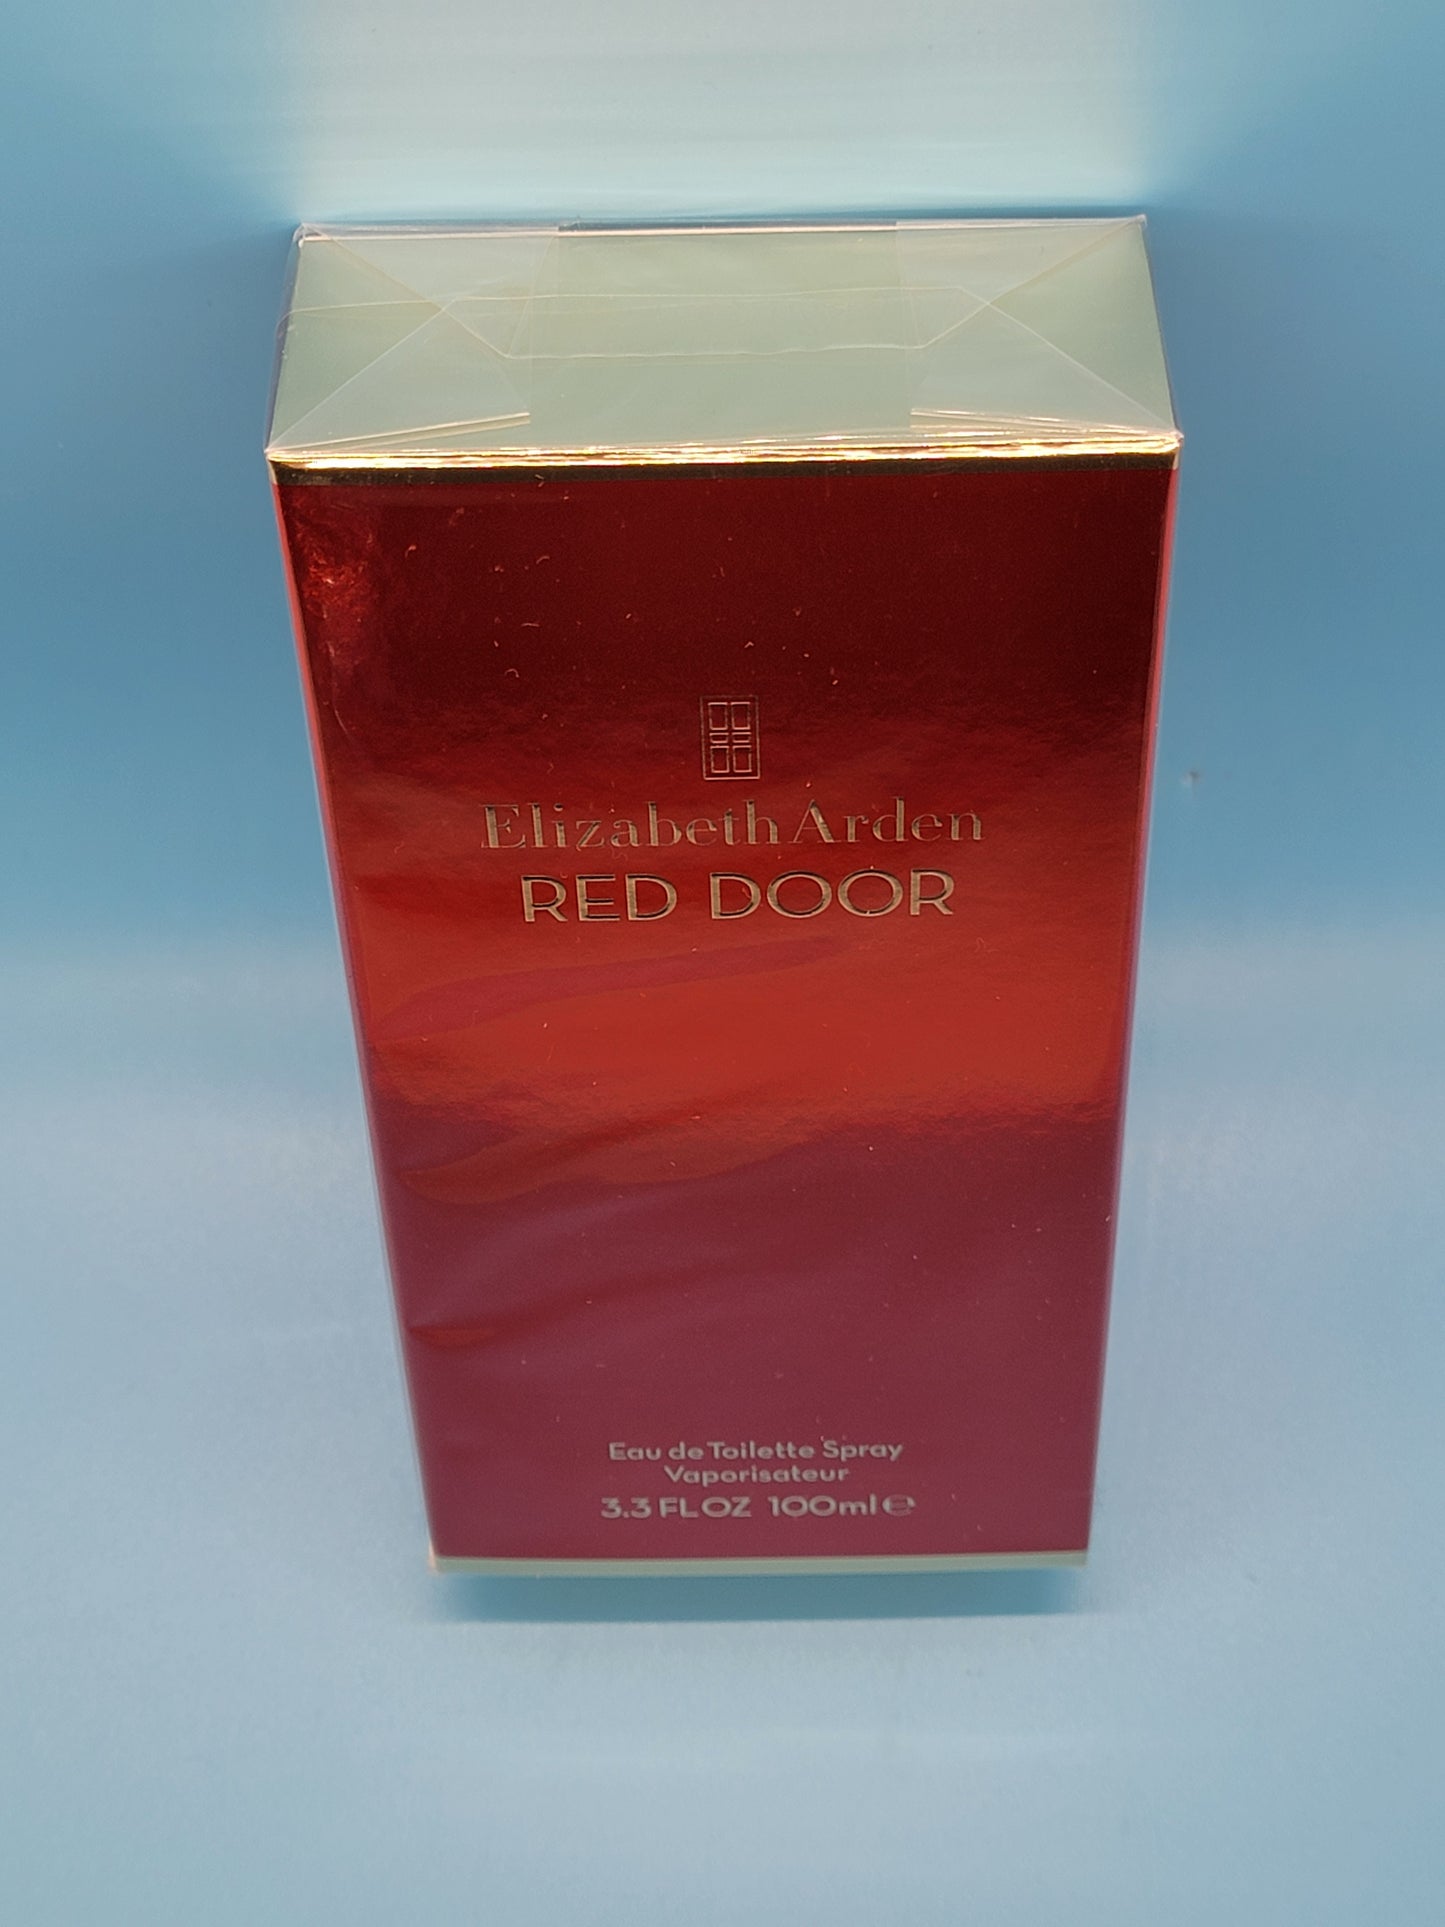 Elizabeth Arden
RED DOOR
Eau de Toilette Spray
Vaporisateur
3.3 FL OZ 100ml ℮